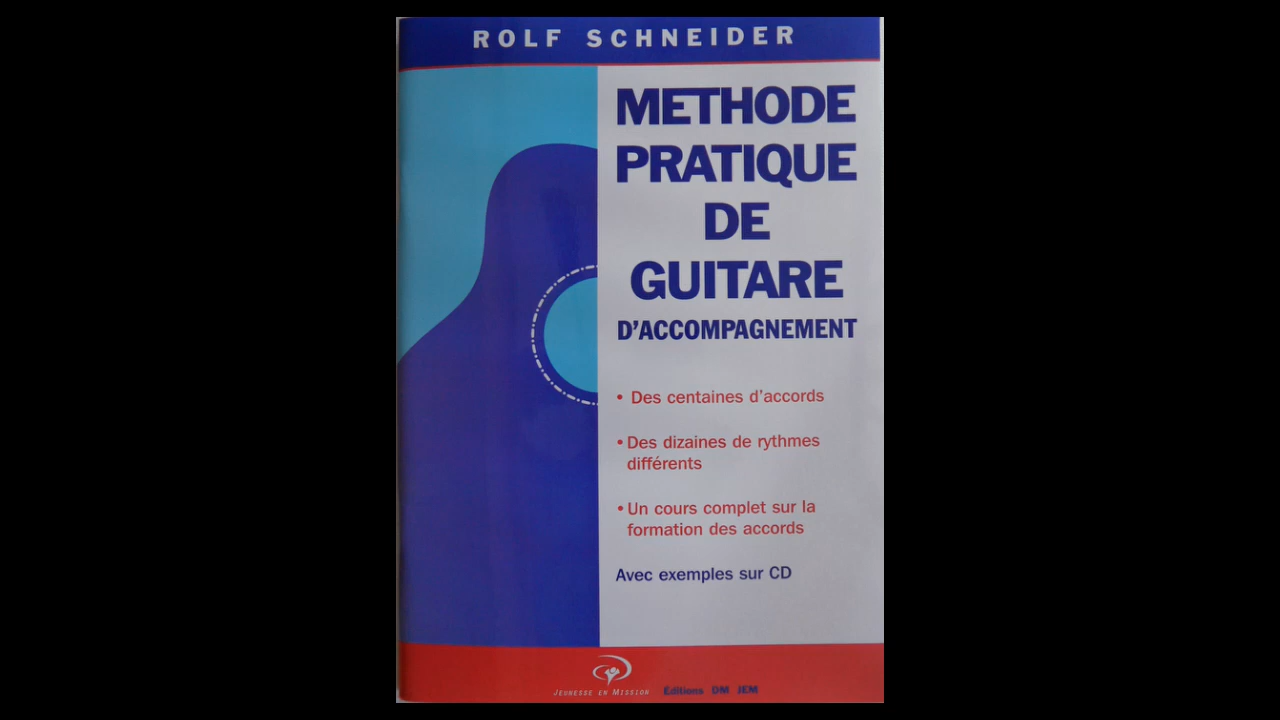 ROLF SCHNEIDER
METHODE
PRATIQUE
DE
GUITARE
D'ACCOMPAGNEMENT
• Des centaines d'accords
• Des dizaines de rythmes
différents
• Un cours complet sur la
formation des accords
Avec exemples sur CD
JEUNESSE EN MISSION Éditions DM JEM